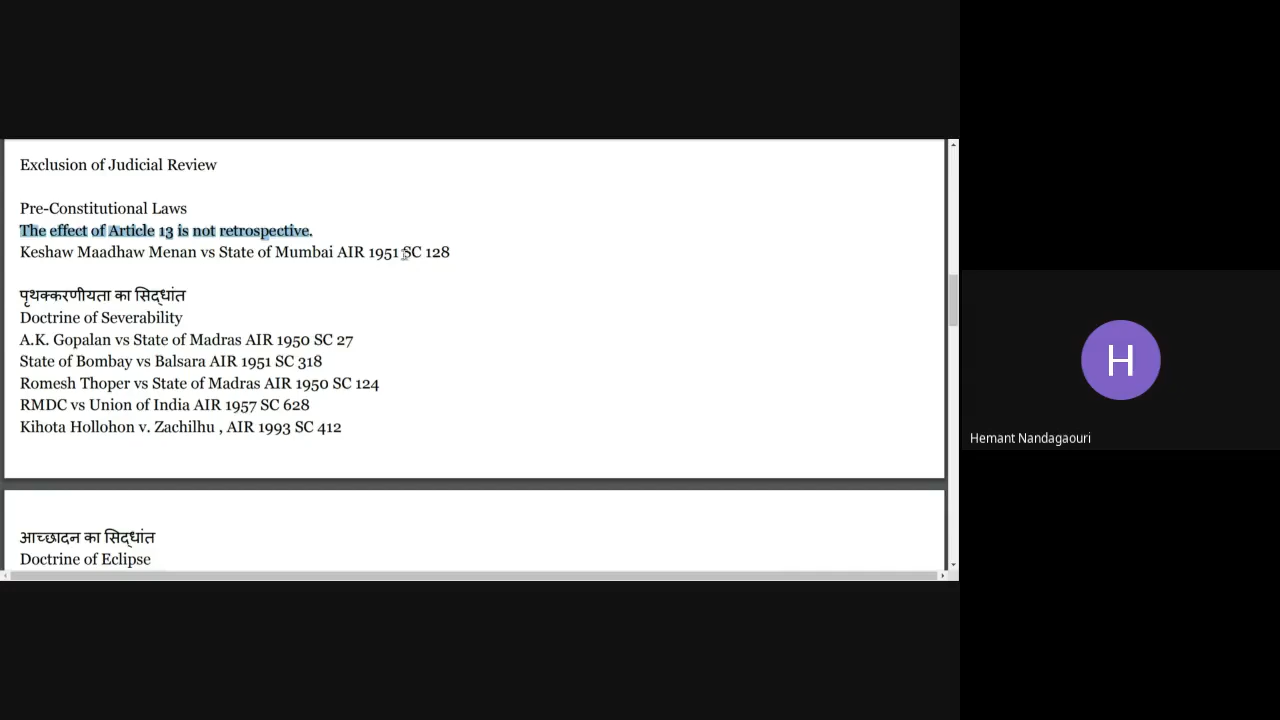 Exclusion of Judicial Review
Pre-Constitutional Laws
The effect of Article 13 is not retrospective.
Keshaw Maadhaw Menan vs State of Mumbai AIR 1951 SC 128
पृथक्करणीयता का सिद्धांत
Doctrine of Severability
A.K. Gopalan vs State of Madras AIR 1950 SC 27
State of Bombay vs Balsara AIR 1951 SC 318
Romesh Thoper vs State of Madras AIR 1950 SC 124
RMDC vs Union of India AIR 1957 SC 628
Kihota Hollohon v. Zachilhu , AIR 1993 SC 412
आच्छादन का सिद्धांत
Doctrine of Eclipse
H
Hemant Nandagaouri